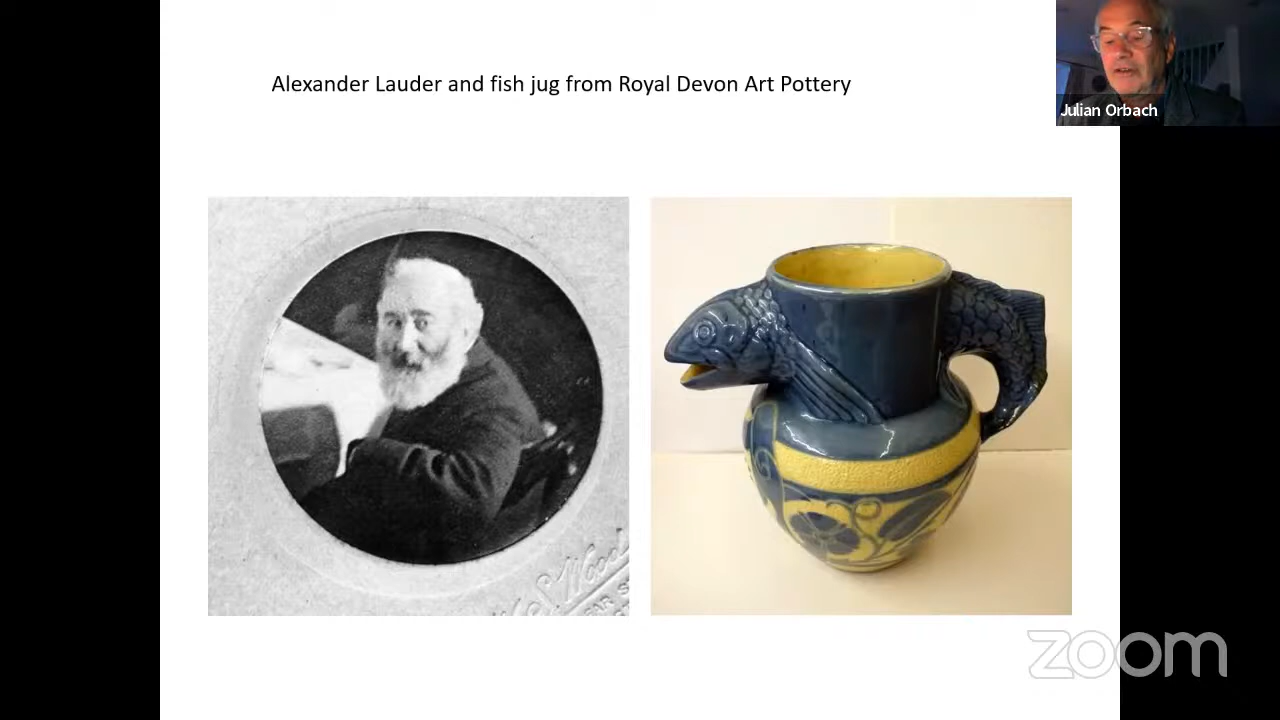 Alexander Lauder and fish jug from Royal Devon Art Pottery
Julian Orbach
zoom